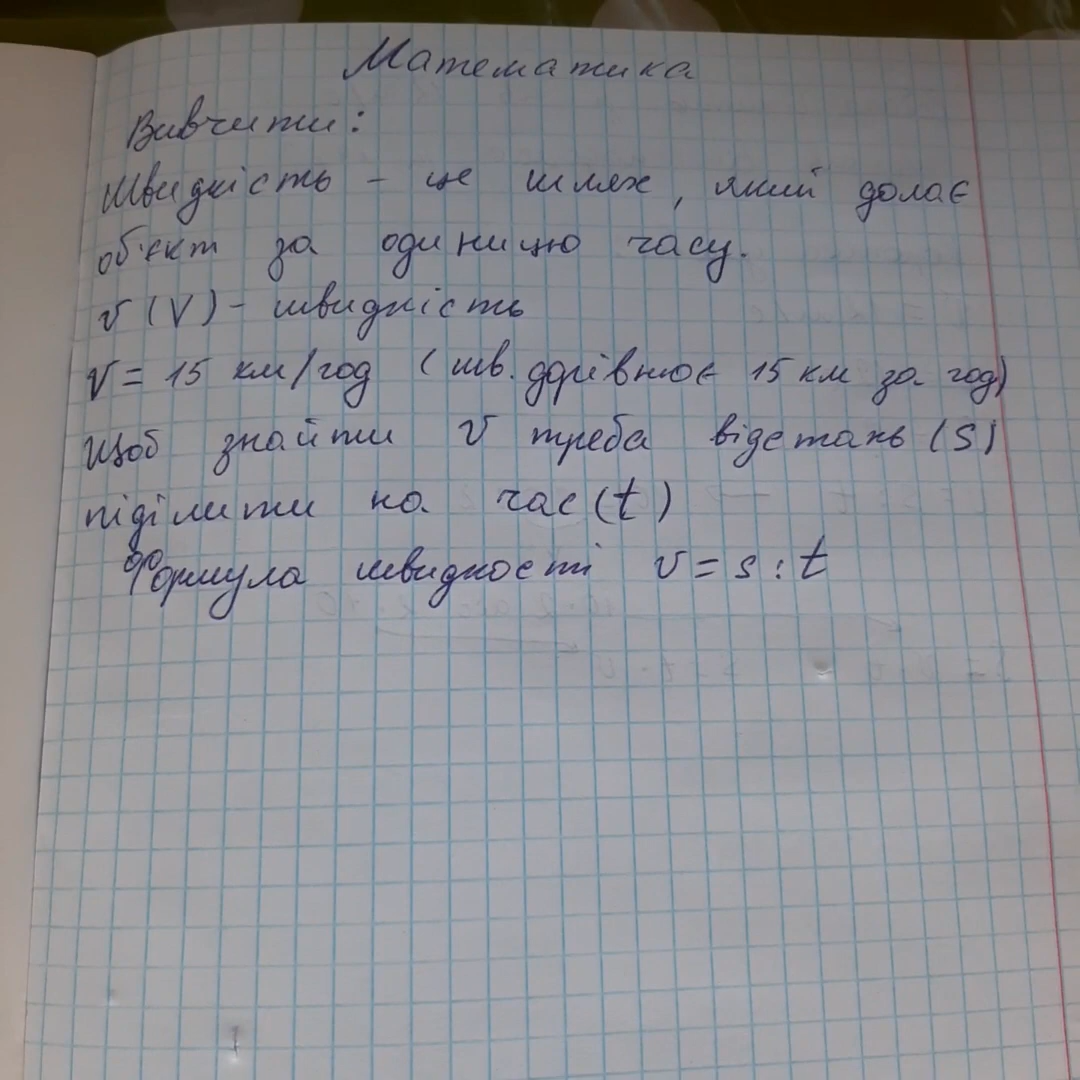 Математика
Вивчити:
Швидкість - це шлях, який долає
об'єкт за одиницю часу.
v (V) - швидкість
v = 15 км/год (шв. дорівнює 15 км за год)
Щоб знайти v треба відстань (S)
піділити на час (t)
Формула швидкості v = s : t